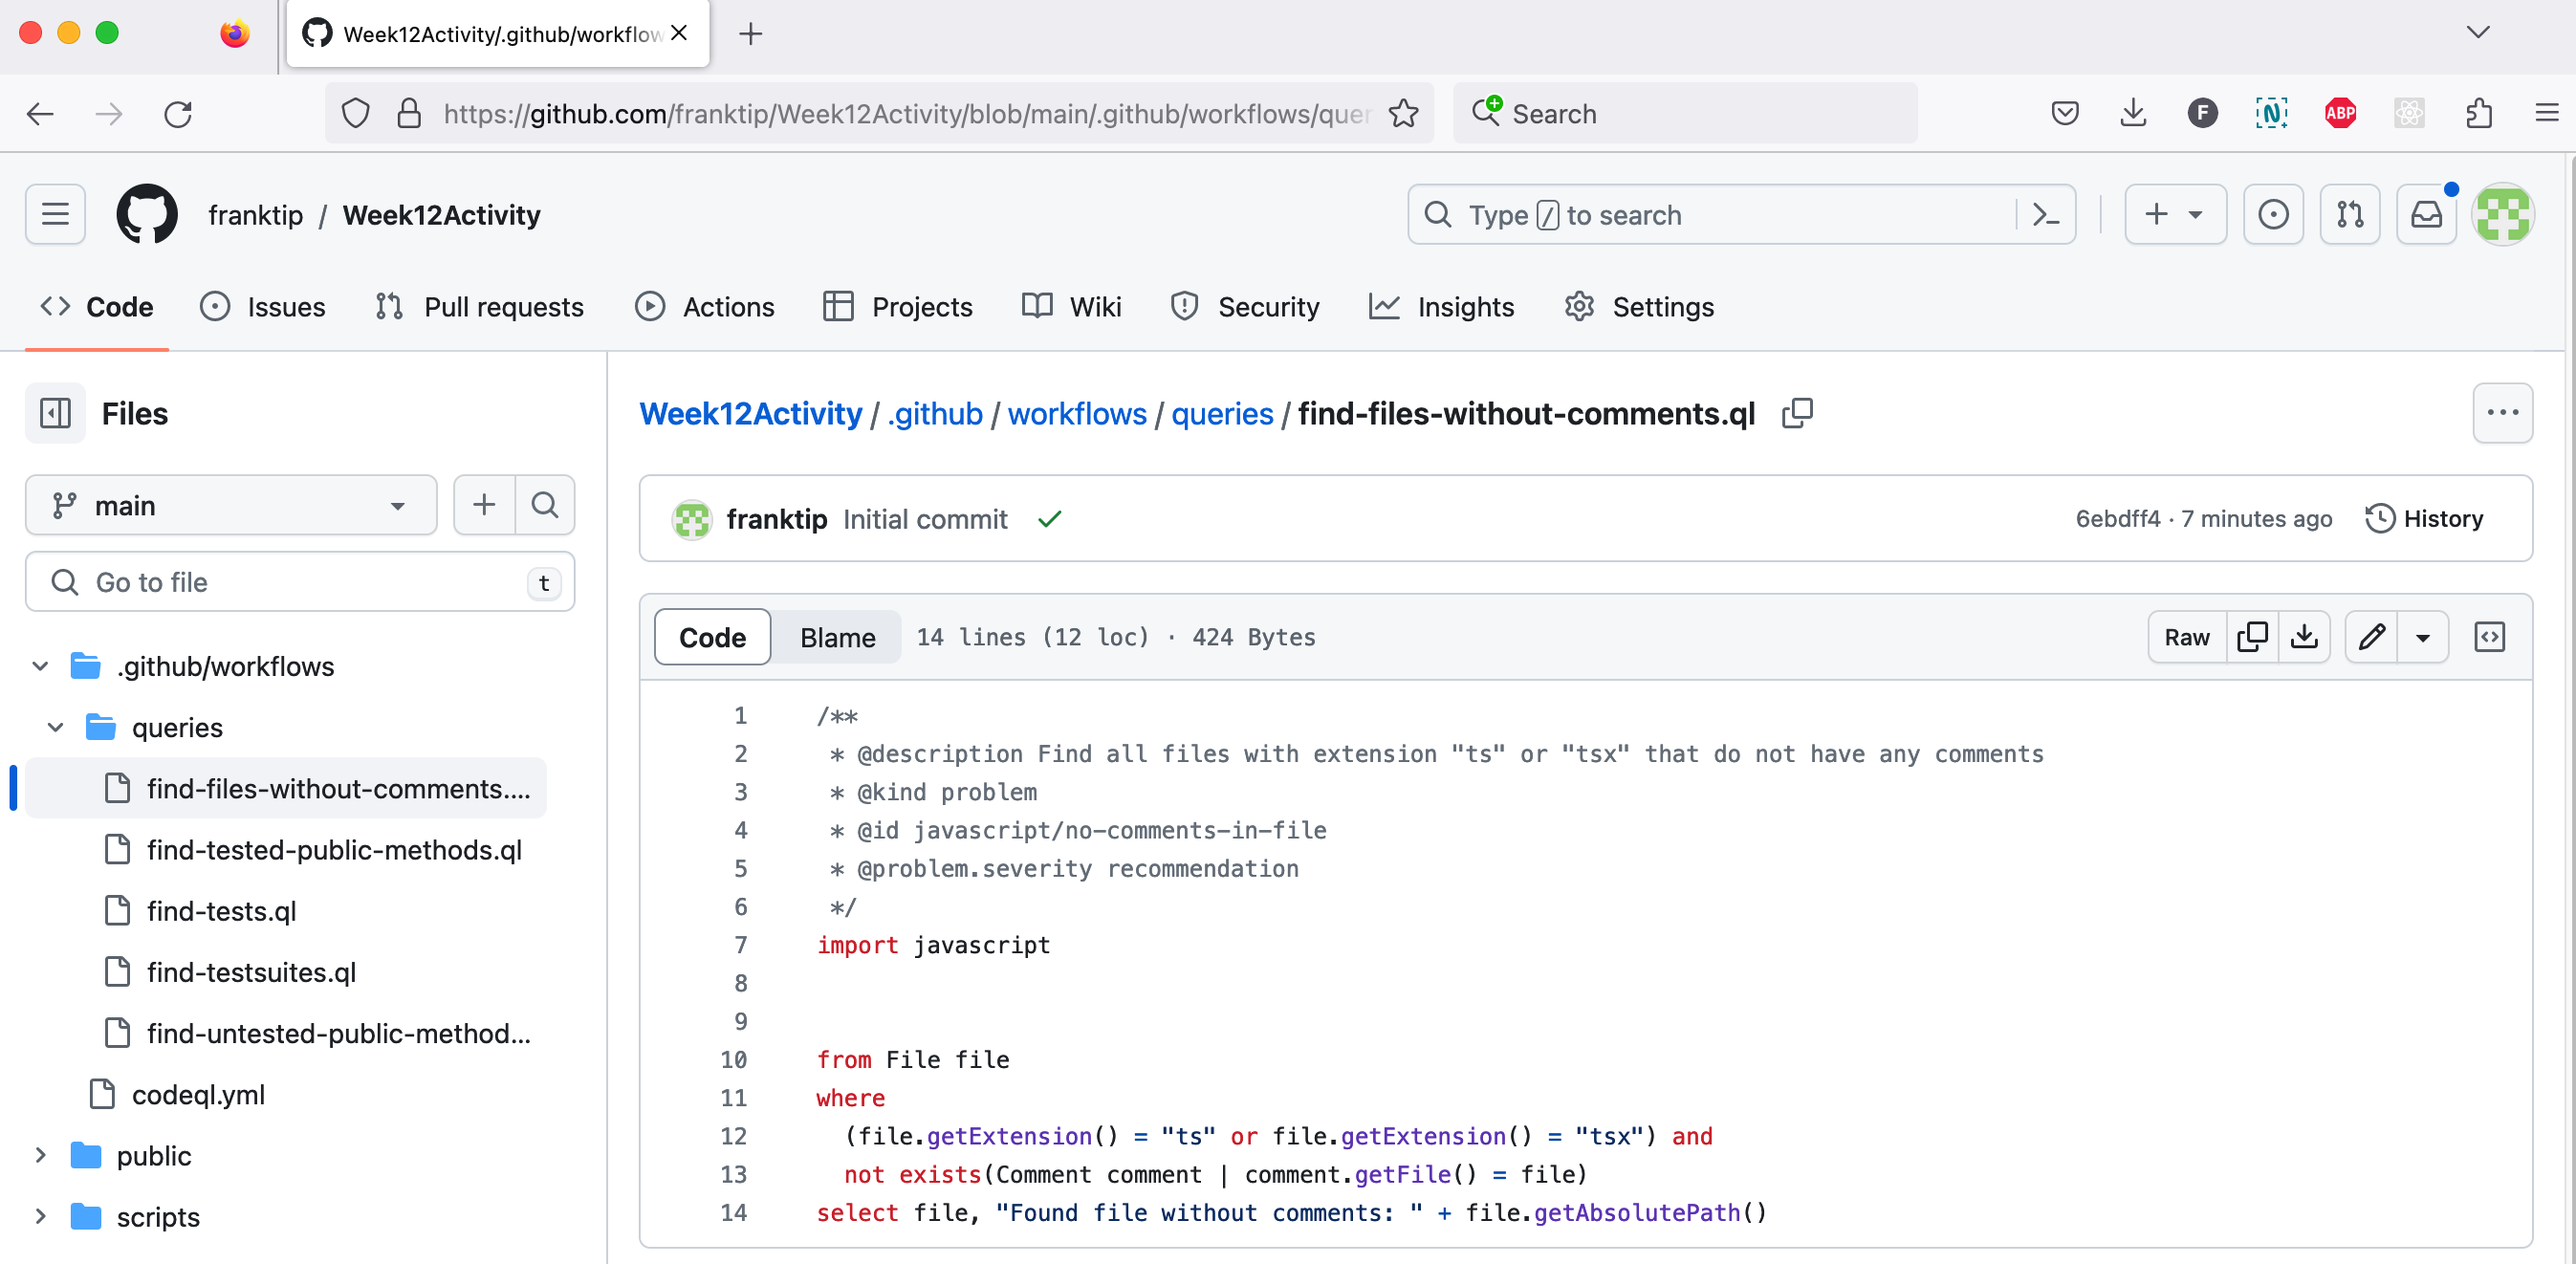 Week12Activity/.github/workflow
https://github.com/franktip/Week12Activity/blob/main/.github/workflows/quer
Search
F
N
ABP
franktip / Week12Activity
Type / to search
Code
Issues
Pull requests
Actions
Projects
Wiki
Security
Insights
Settings
Files
main
Go to file
t
.github/workflows
queries
find-files-without-comments....
find-tested-public-methods.ql
find-tests.ql
find-testsuites.ql
find-untested-public-method...
codeql.yml
public
scripts
Week12Activity / .github / workflows / queries / find-files-without-comments.ql
franktip Initial commit
6ebdff4 · 7 minutes ago
History
Code
Blame
14 lines (12 loc) · 424 Bytes
Raw
1 /**
2  * @description Find all files with extension "ts" or "tsx" that do not have any comments
3  * @kind problem
4  * @id javascript/no-comments-in-file
5  * @problem.severity recommendation
6  */
7 import javascript
8
9
10 from File file
11 where
12   (file.getExtension() = "ts" or file.getExtension() = "tsx") and
13   not exists(Comment comment | comment.getFile() = file)
14 select file, "Found file without comments: " + file.getAbsolutePath()